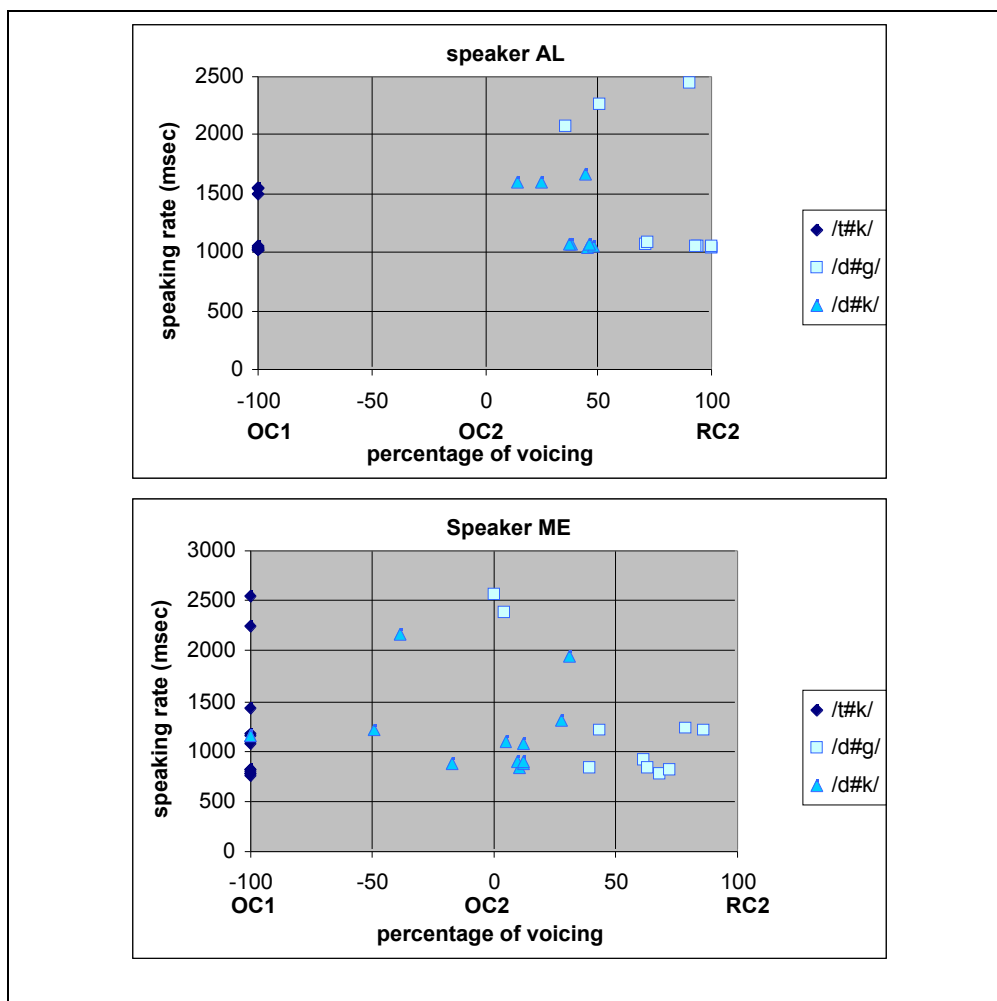 speaker AL
speaking rate (msec)
2500
2000
1500
1000
500
0
-100 -50 0 50 100
OC1 OC2 RC2
percentage of voicing
/t#k/
/d#g/
/d#k/
Speaker ME
speaking rate (msec)
3000
2500
2000
1500
1000
500
0
-100 -50 0 50 100
OC1 OC2 RC2
percentage of voicing
/t#k/
/d#g/
/d#k/